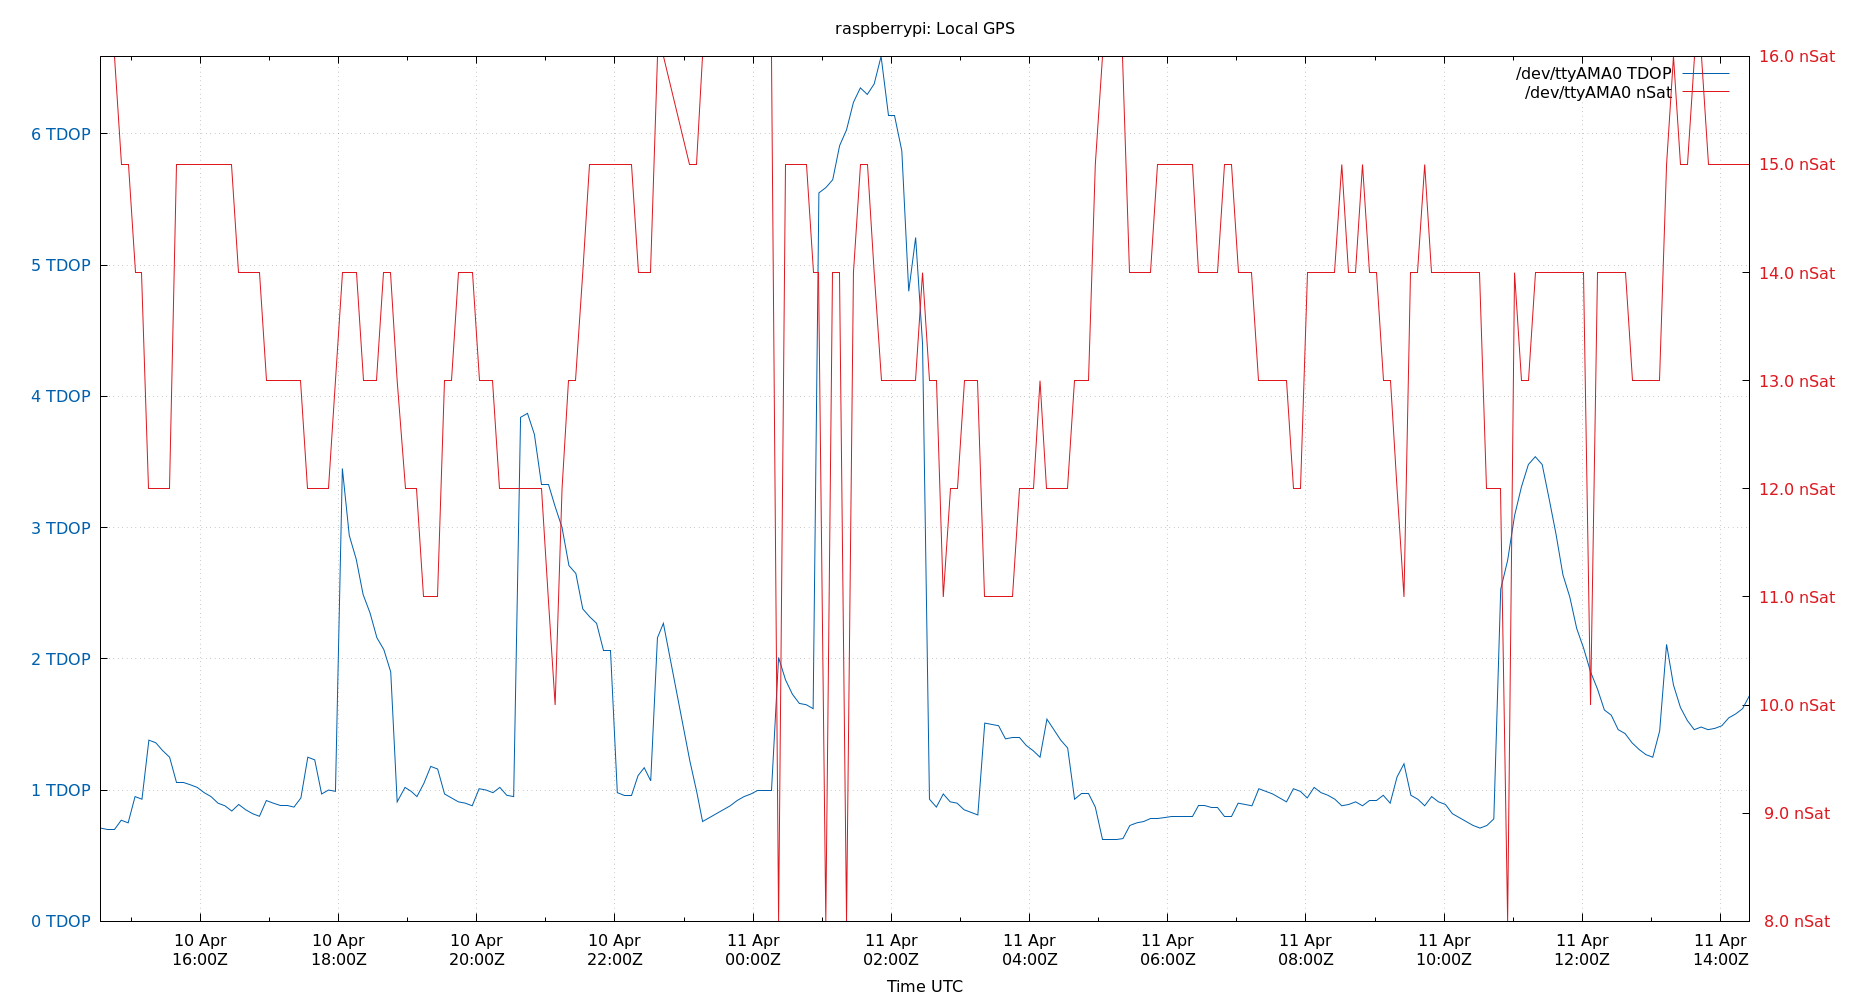 raspberrypi: Local GPS
16.0 nSat
/dev/ttyAMA0 TDOP
/dev/ttyAMA0 nSat
6 TDOP
15.0 nSat
5 TDOP
14.0 nSat
13.0 nSat
4 TDOP
12.0 nSat
3 TDOP
11.0 nSat
2 TDOP
10.0 nSat
1 TDOP
9.0 nSat
0 TDOP
8.0 nSat
10 Apr 10 Apr 10 Apr 10 Apr 11 Apr 11 Apr 11 Apr 11 Apr 11 Apr 11 Apr 11 Apr 11 Apr
16:00Z 18:00Z 20:00Z 22:00Z 00:00Z 02:00Z 04:00Z 06:00Z 08:00Z 10:00Z 12:00Z 14:00Z
Time UTC